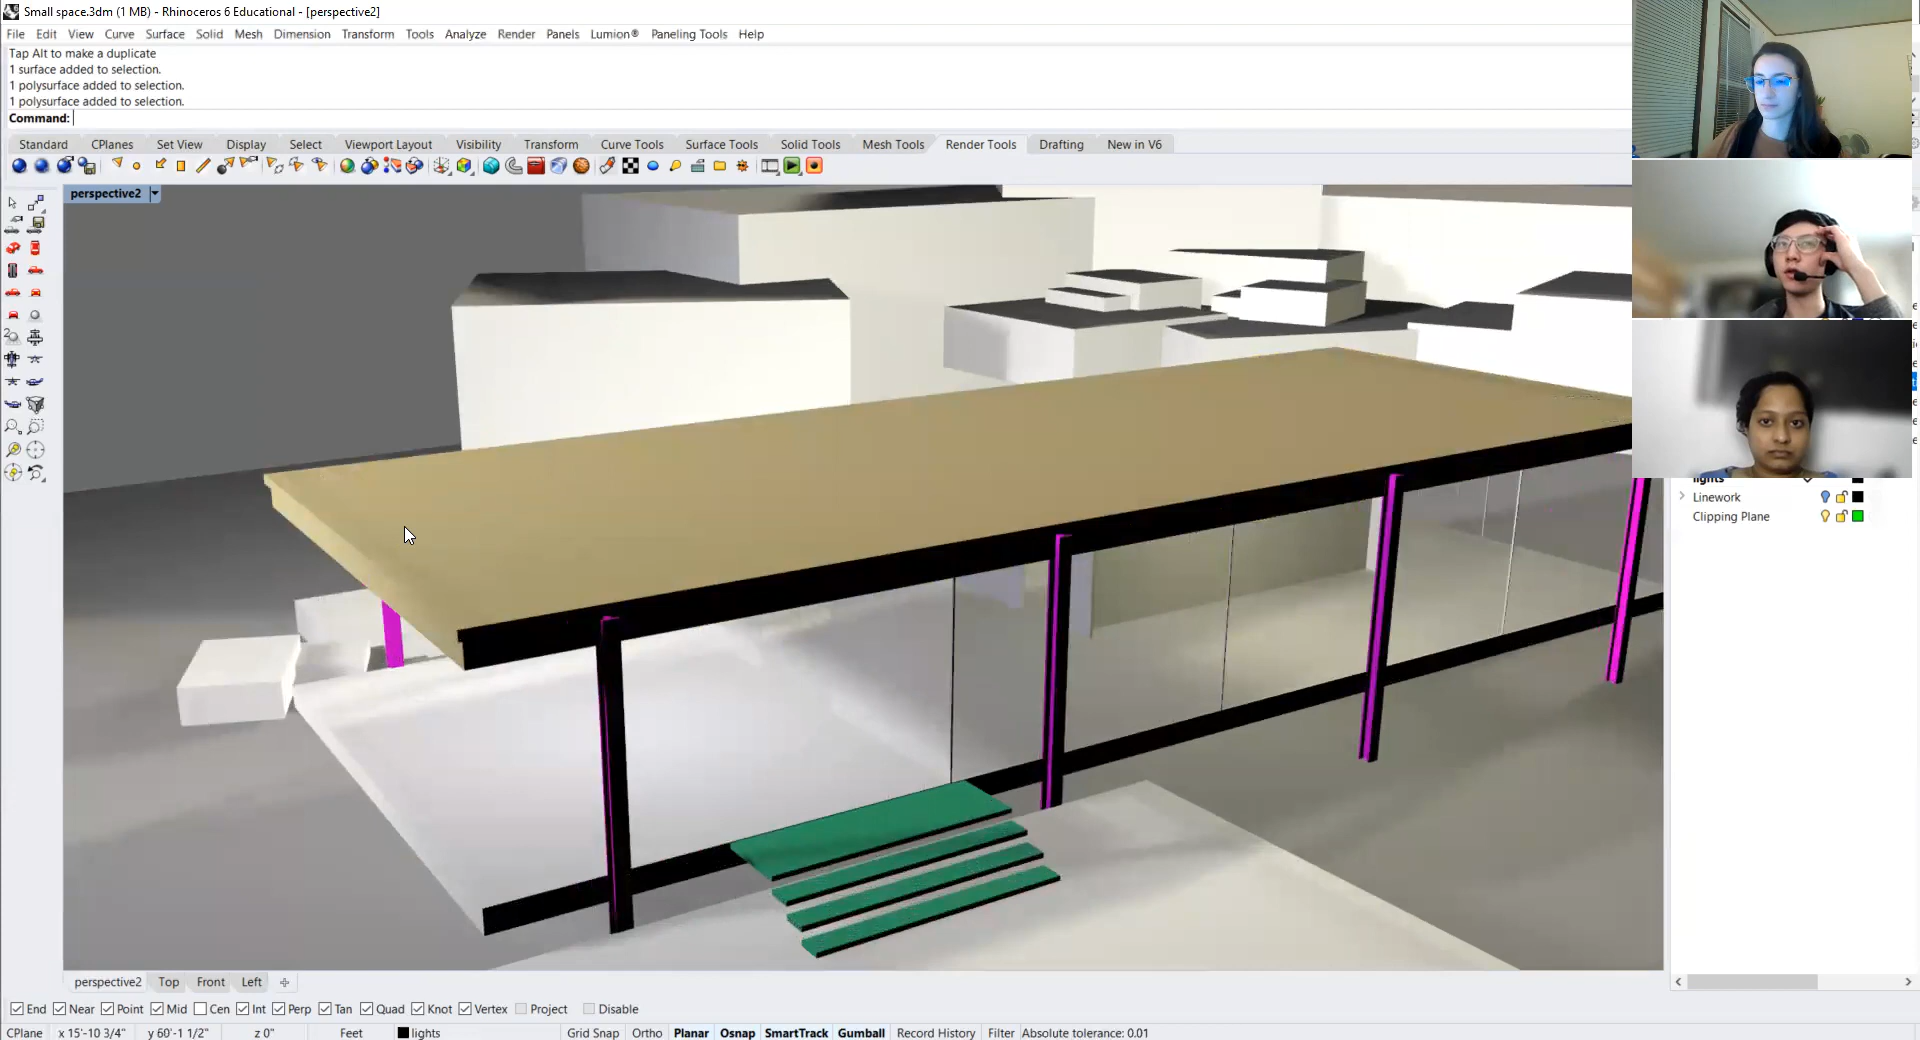 Small space.3dm (1 MB) - Rhinoceros 6 Educational - [perspective2]
File Edit View Curve Surface Solid Mesh Dimension Transform Tools Analyze Render Panels Lumion® Paneling Tools Help
Tap Alt to make a duplicate
1 surface added to selection.
1 polysurface added to selection.
1 polysurface added to selection.
Command:
Standard CPlanes Set View Display Select Viewport Layout Visibility Transform Curve Tools Surface Tools Solid Tools Mesh Tools Render Tools Drafting New in V6
perspective2
lights
Linework
Clipping Plane
perspective2 Top Front Left
End Near Point Mid Cen Int Perp Tan Quad Knot Vertex Project Disable
CPlane x 15'-10 3/4" y 60'-1 1/2" z 0" Feet lights Grid Snap Ortho Planar Osnap SmartTrack Gumball Record History Filter Absolute tolerance: 0.01